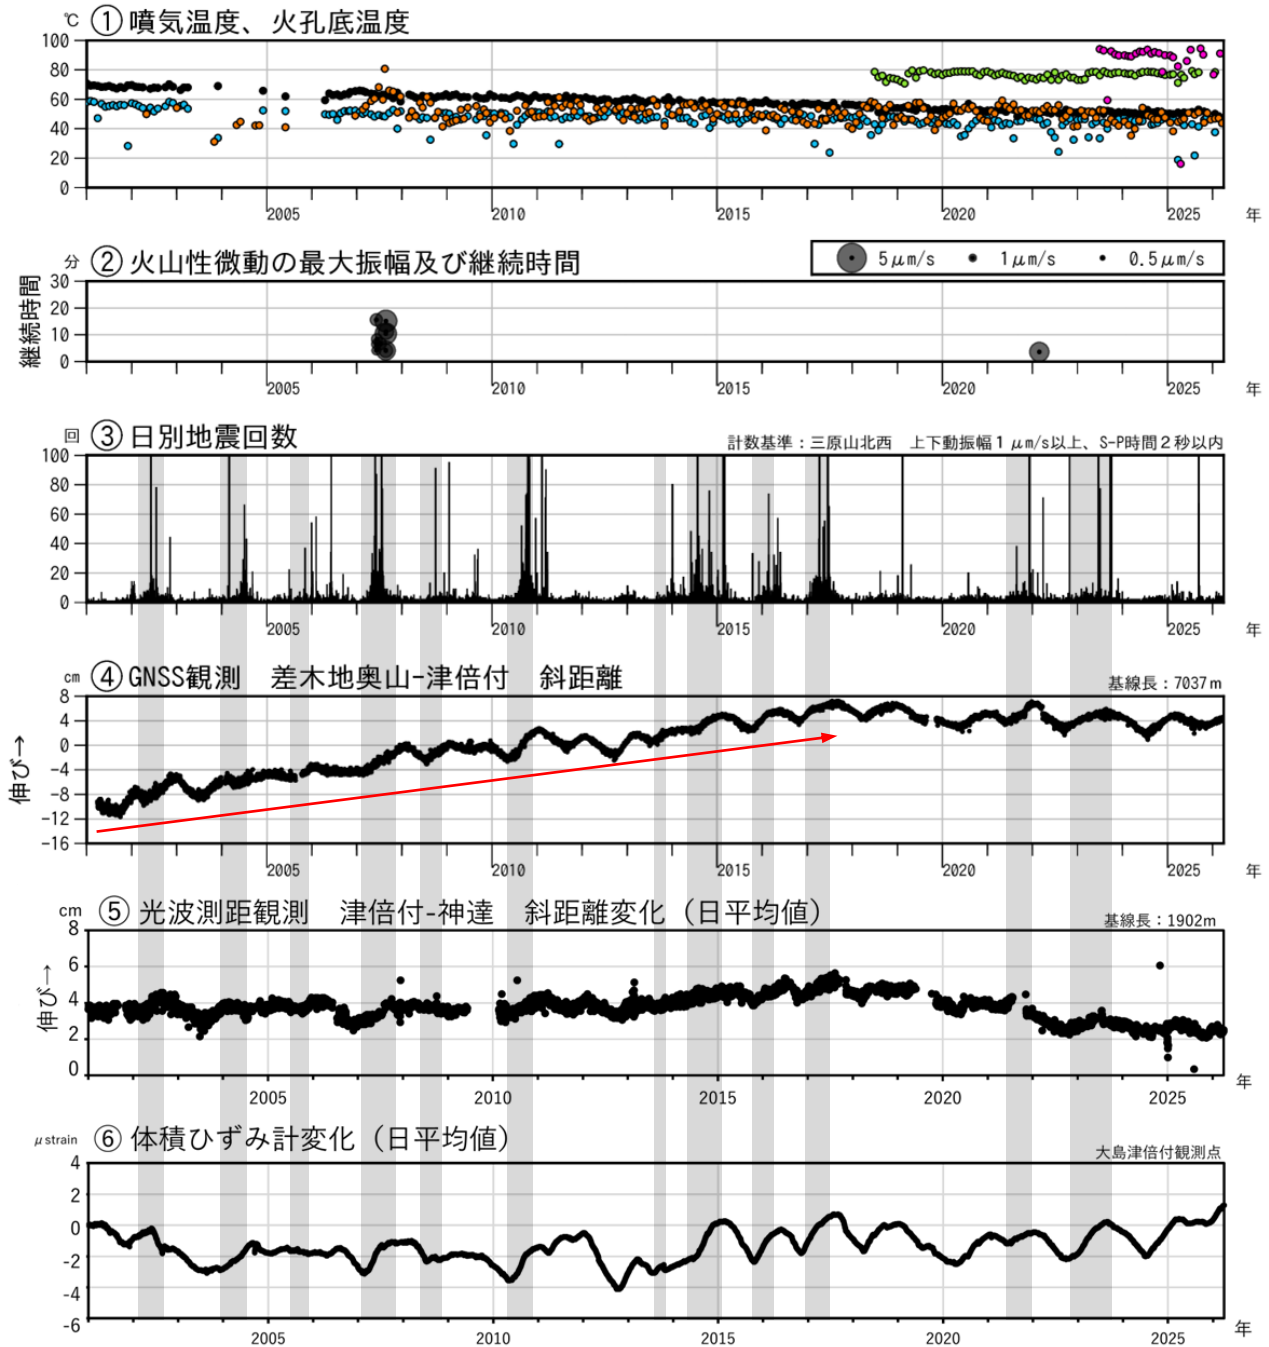 ℃ ①噴気温度、火孔底温度
100
80
60
40
20
0
2005 2010 2015 2020 2025 年
分 ②火山性微動の最大振幅及び継続時間
5μm/s 1μm/s 0.5μm/s
継続時間
30
20
10
0
2005 2010 2015 2020 2025 年
回 ③日別地震回数
計数基準：三原山北西 上下動振幅１μm/s以上、S-P時間２秒以内
100
80
60
40
20
0
2005 2010 2015 2020 2025 年
cm ④GNSS観測 差木地奥山-津倍付 斜距離
基線長：7037m
伸び→
8
4
0
-4
-8
-12
-16
2005 2010 2015 2020 2025 年
cm ⑤光波測距観測 津倍付-神達 斜距離変化（日平均値）
基線長：1902m
伸び→
8
6
4
2
0
2005 2010 2015 2020 2025 年
μstrain ⑥体積ひずみ計変化（日平均値）
大島津倍付観測点
4
2
0
-2
-4
-6
2005 2010 2015 2020 2025 年